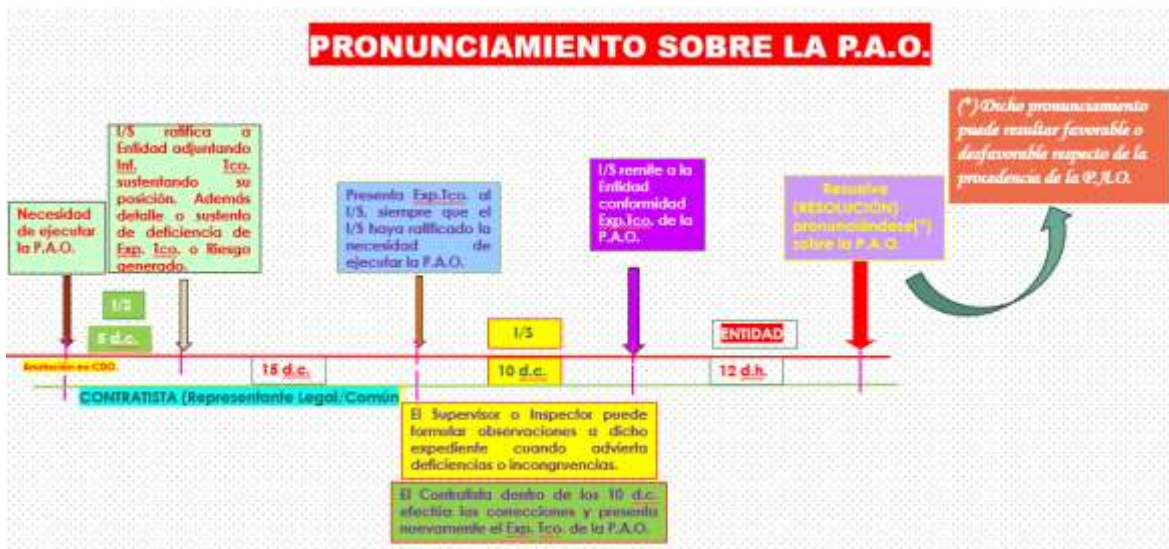 PRONUNCIAMIENTO SOBRE LA P.A.O.
Necesidad
de ejecutar
la P.A.O.
I/S ratifica a
Entidad adjuntando
Inf. Tco.
sustentando su
posición. Además
detalle o sustento
de deficiencia de
Exp. Tco. o Riesgo
generado.
Presenta Exp.Tco. al
I/S, siempre que el
I/S haya ratificado la
necesidad de
ejecutar la P.A.O.
I/S remite a la
Entidad
conformidad
Exp.Tco. de la
P.A.O.
Resuelve
(RESOLUCIÓN)
pronunciándose(*)
sobre la P.A.O.
(*) Dicho pronunciamiento
puede resultar favorable o
desfavorable respecto de la
procedencia de la P.A.O.
I/S
5 d.c.
I/S
ENTIDAD
Anotación en CDO.
15 d.c.
10 d.c.
12 d.h.
CONTRATISTA (Representante Legal/Común
El Supervisor o Inspector puede
formular observaciones a dicho
expediente cuando advierta
deficiencias o incongruencias.
El Contratista dentro de los 10 d.c.
efectúa las correcciones y presenta
nuevamente el Exp. Tco. de la P.A.O.